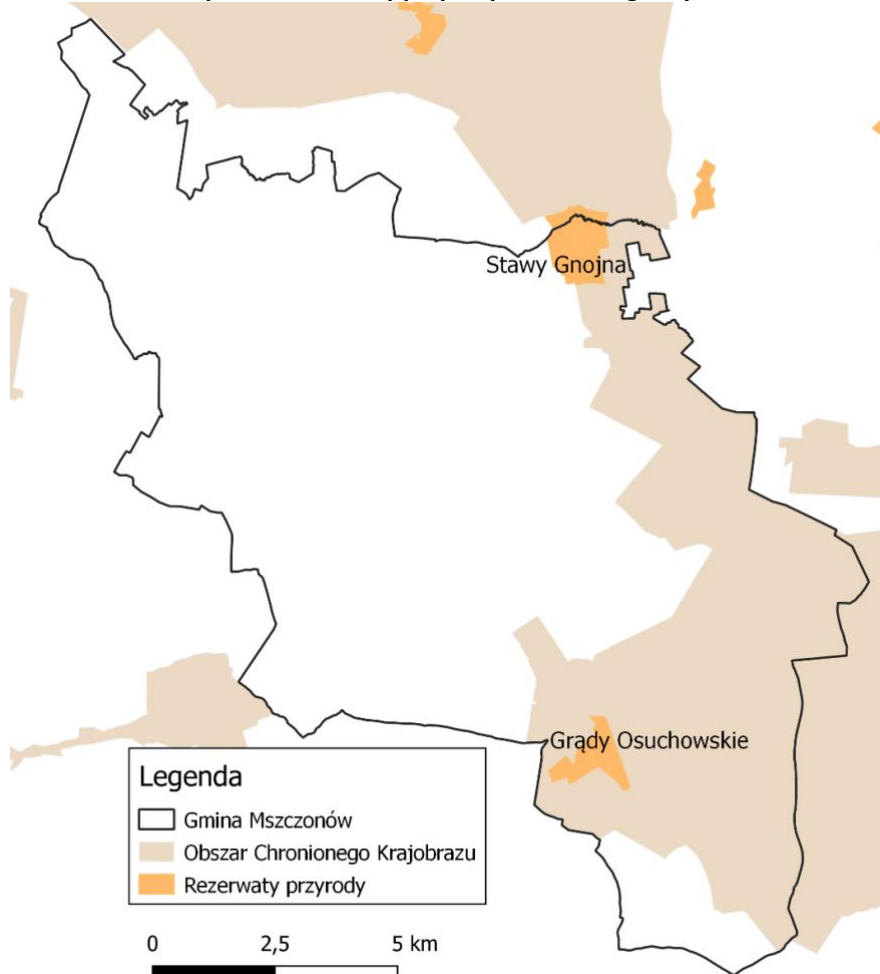 Stawy Gnojna
Grądy Osuchowskie
Legenda
Gmina Mszczonów
Obszar Chronionego Krajobrazu
Rezerwaty przyrody
0 2,5 5 km